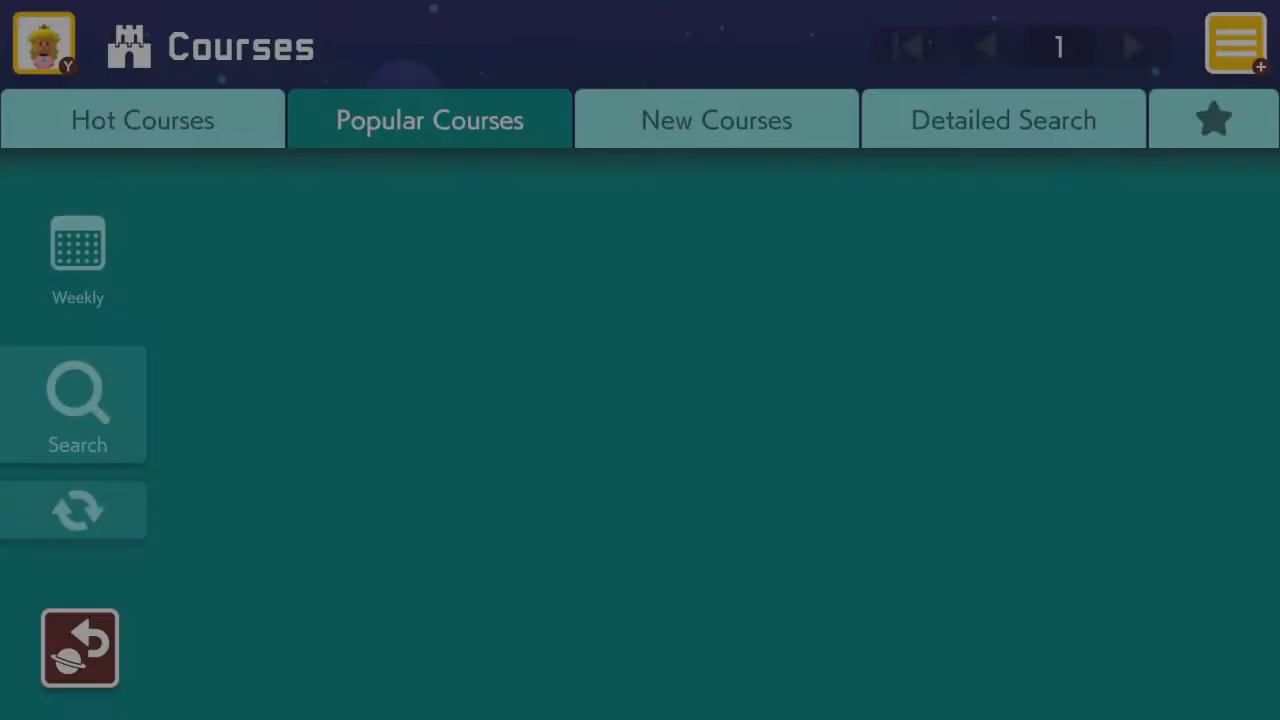 Y
Courses
1
+
Hot Courses
Popular Courses
New Courses
Detailed Search
Weekly
Search